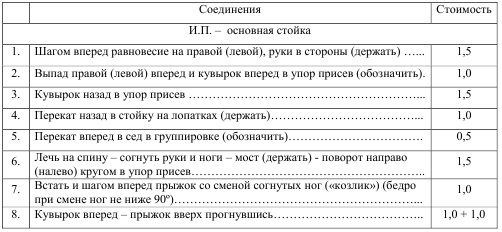 Соединения Стоимость
И.П. – основная стойка
1. Шагом вперед равновесие на правой (левой), руки в стороны (держать) …... 1,5
2. Выпад правой (левой) вперед и кувырок вперед в упор присев (обозначить). 1,0
3. Кувырок назад в упор присев ……………………………………………... 1,5
4. Перекат назад в стойку на лопатках (держать)…………………………….. 1,0
5. Перекат вперед в сед в группировке (обозначить)…………………………. 0,5
6. Лечь на спину – согнуть руки и ноги – мост (держать) - поворот направо
(налево) кругом в упор присев…………………………………………….. 1,5
7. Встать и шагом вперед прыжок со сменой согнутых ног («козлик») (бедро
при смене ног не ниже 90º)………………………………………………... 1,0
8. Кувырок вперед – прыжок вверх прогнувшись…………………………….. 1,0 + 1,0